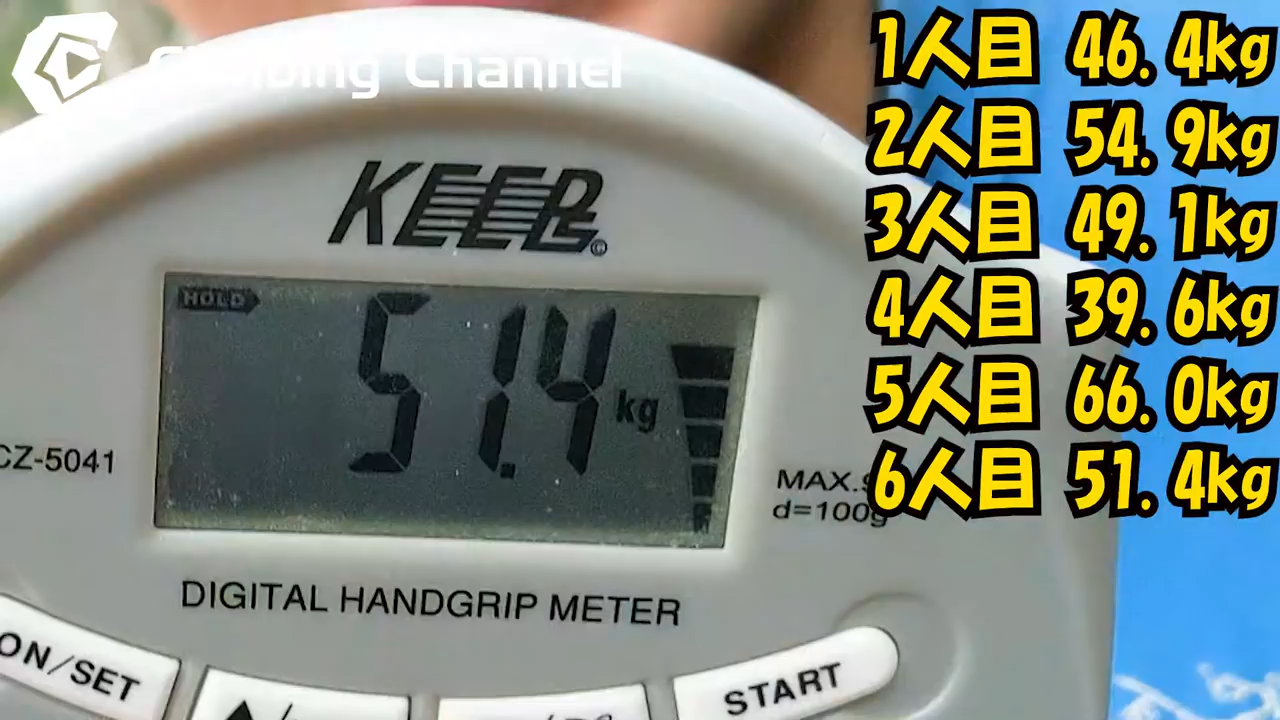 Climbing Channel
KEEP©
HOLD
51.4 kg
CZ-5041
MAX.
d=100g
DIGITAL HANDGRIP METER
ON/SET
START
1人目 46.4kg
2人目 54.9kg
3人目 49.1kg
4人目 39.6kg
5人目 66.0kg
6人目 51.4kg